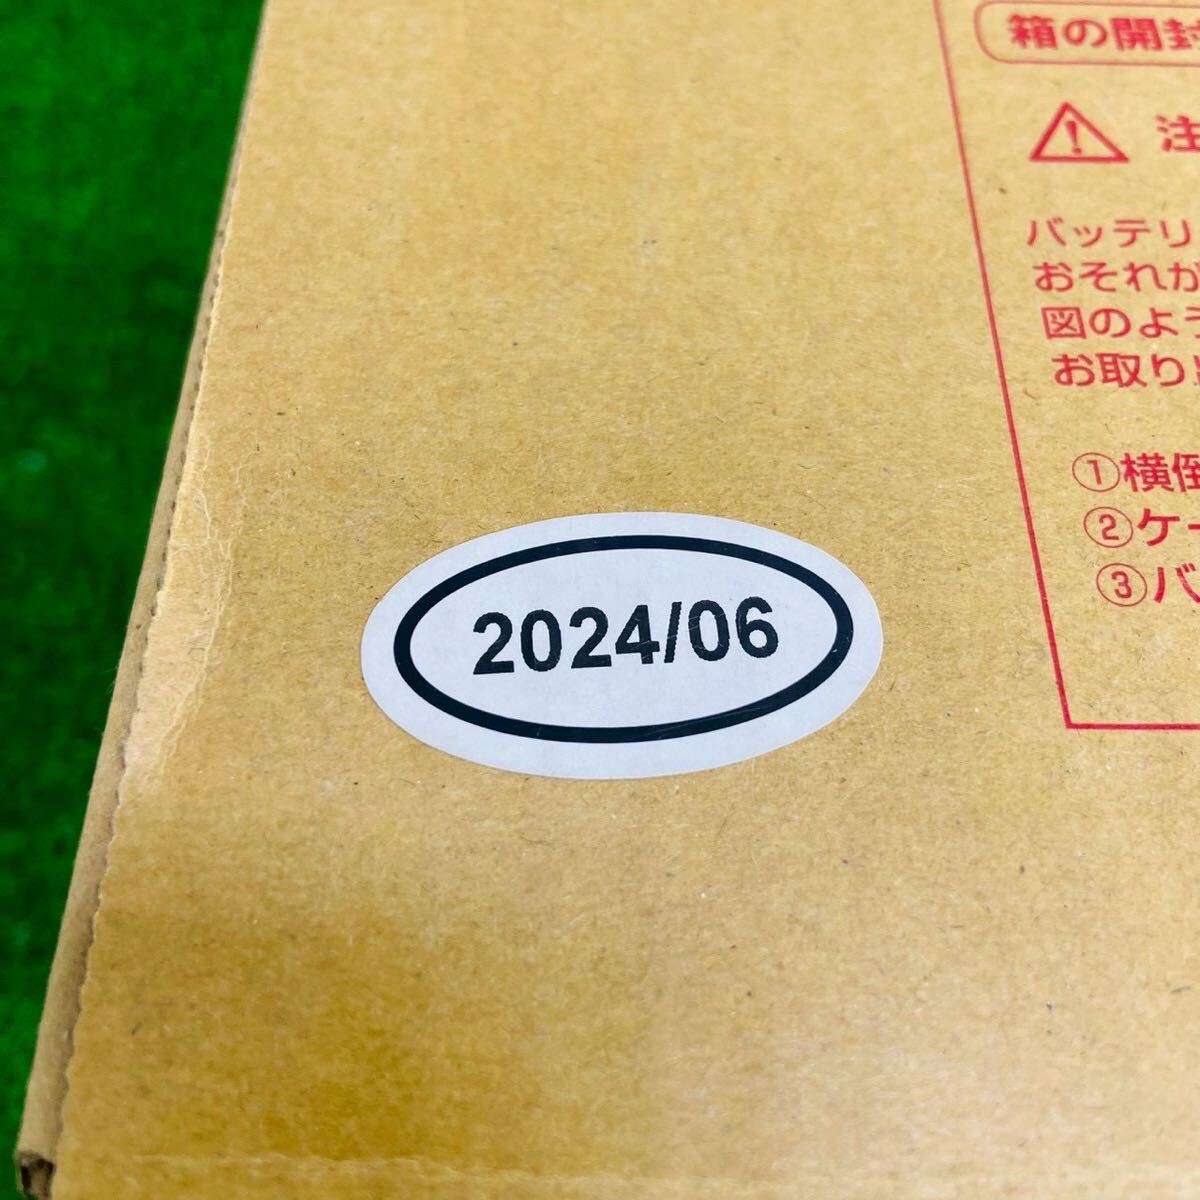 箱の開封
注
バッテリ
おそれが
図のよう
お取り
①横倒
②ケー
③バ
2024/06